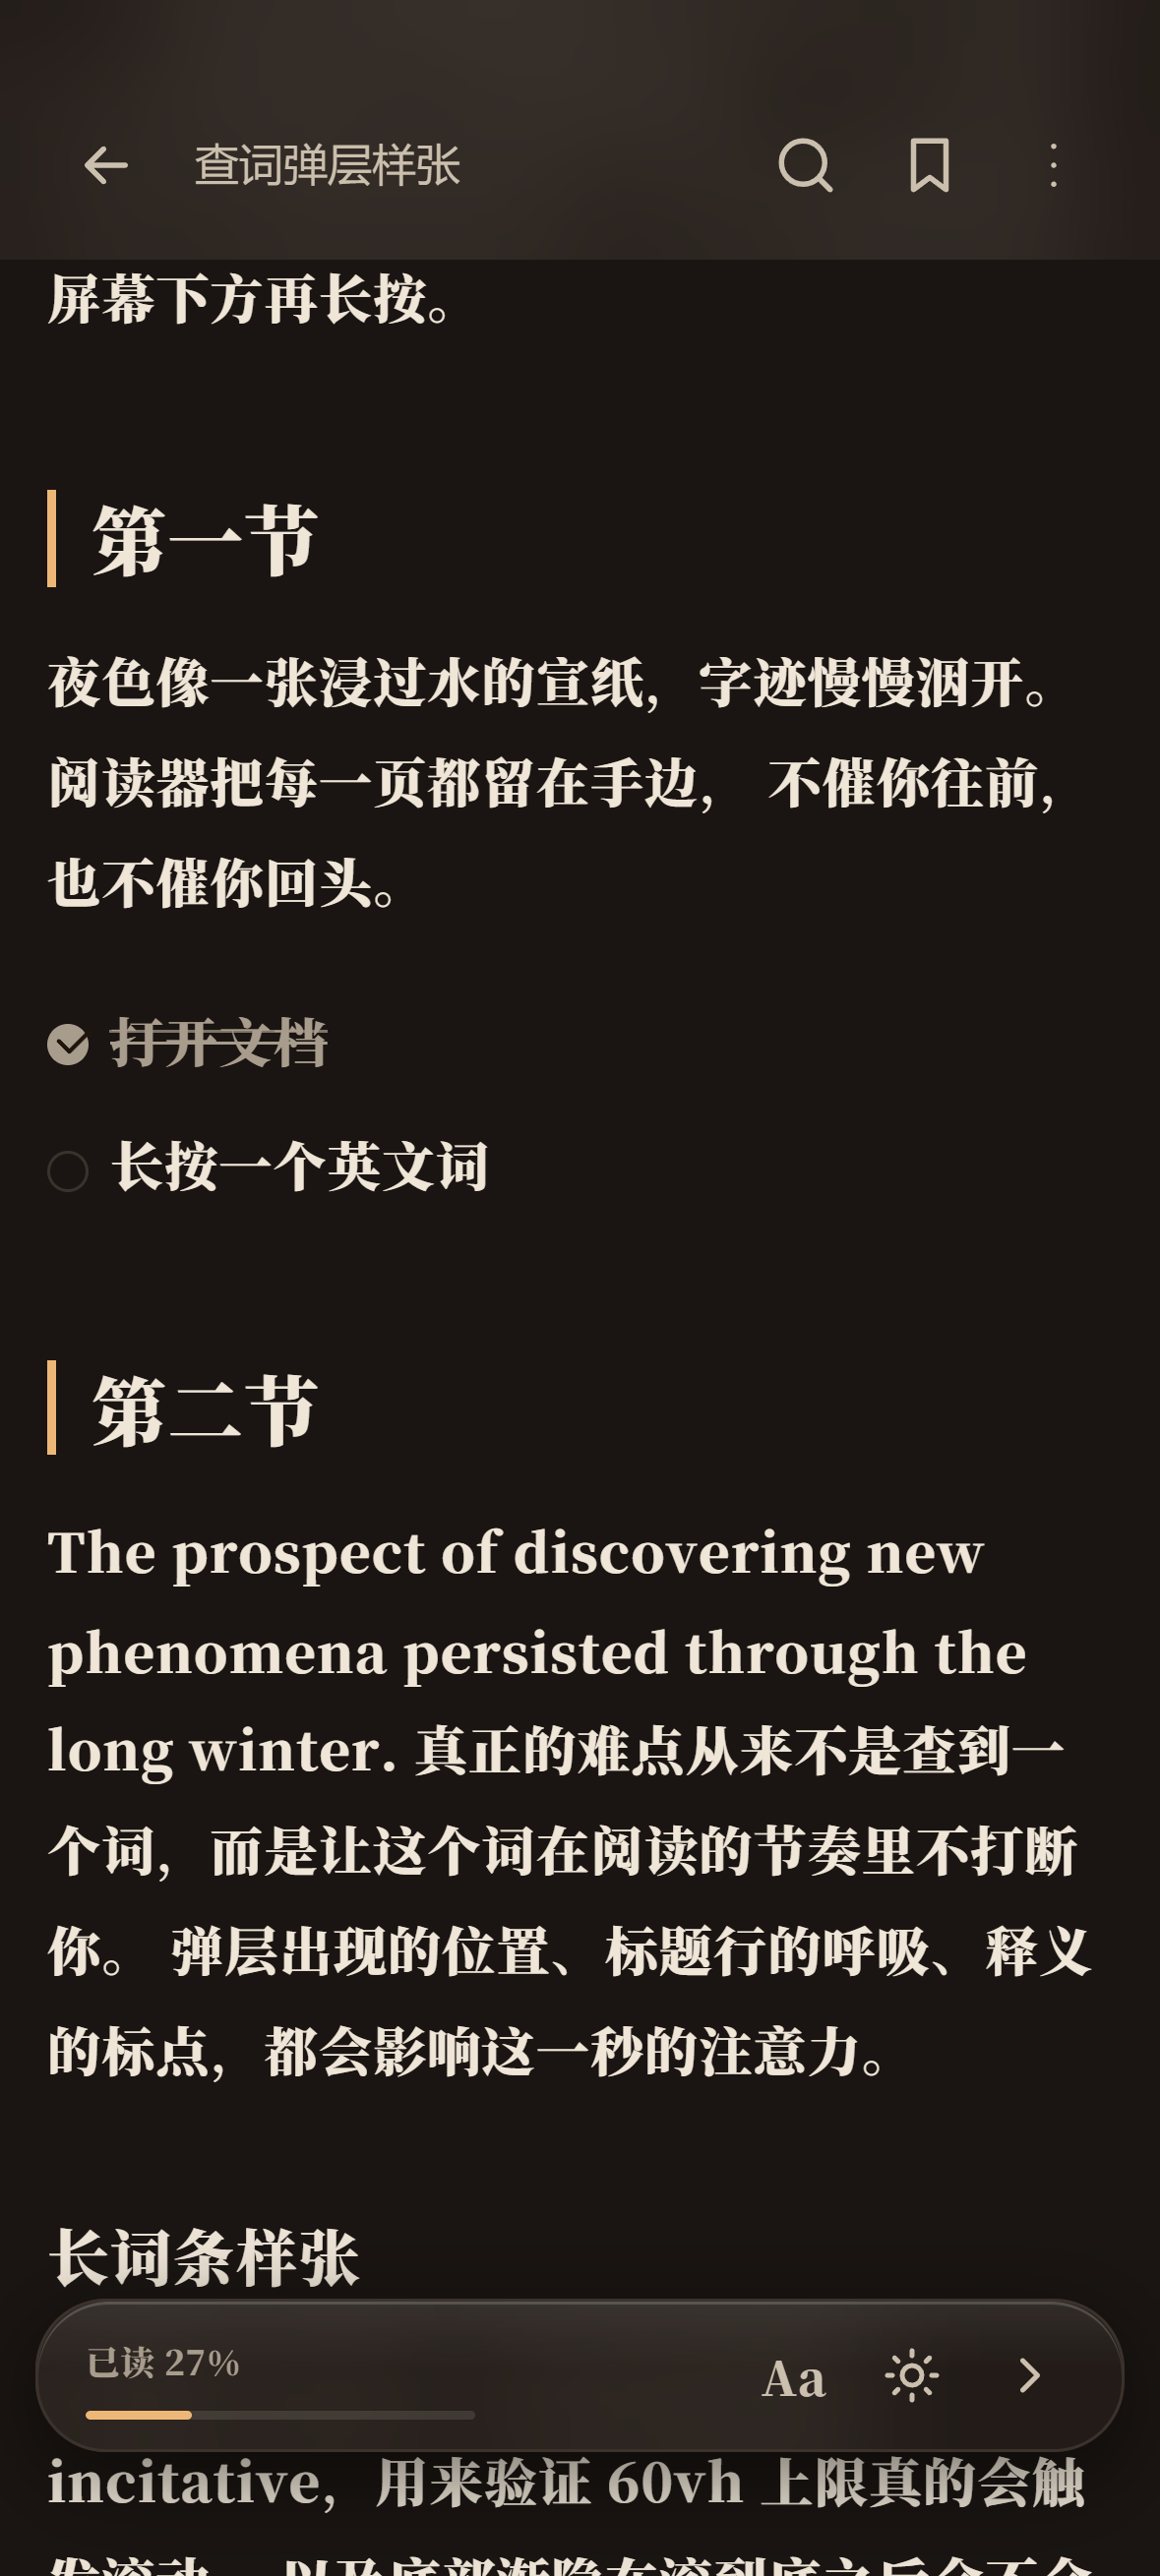 查词弹层样张
屏幕下方再长按。
第一节
夜色像一张浸过水的宣纸，字迹慢慢洇开。
阅读器把每一页都留在手边， 不催你往前，
也不催你回头。
打开文档
长按一个英文词
第二节
The prospect of discovering new
phenomena persisted through the
long winter. 真正的难点从来不是查到一
个词，而是让这个词在阅读的节奏里不打断
你。 弹层出现的位置、标题行的呼吸、释义
的标点，都会影响这一秒的注意力。
长词条样张
已读 27%
Aa
incitative，用来验证 60vh 上限真的会触